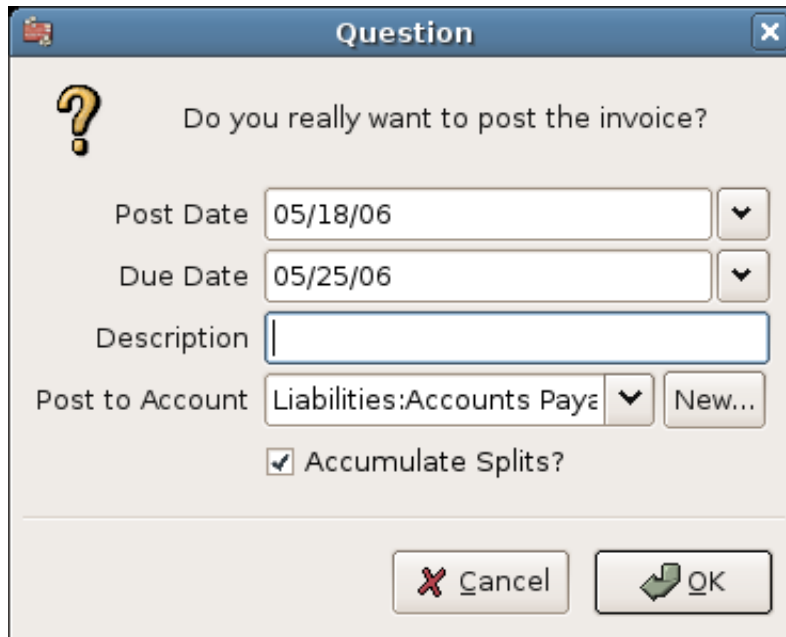 Question
Do you really want to post the invoice?
Post Date 05/18/06
Due Date 05/25/06
Description
Post to Account Liabilities:Accounts Paya New...
Accumulate Splits?
Cancel OK